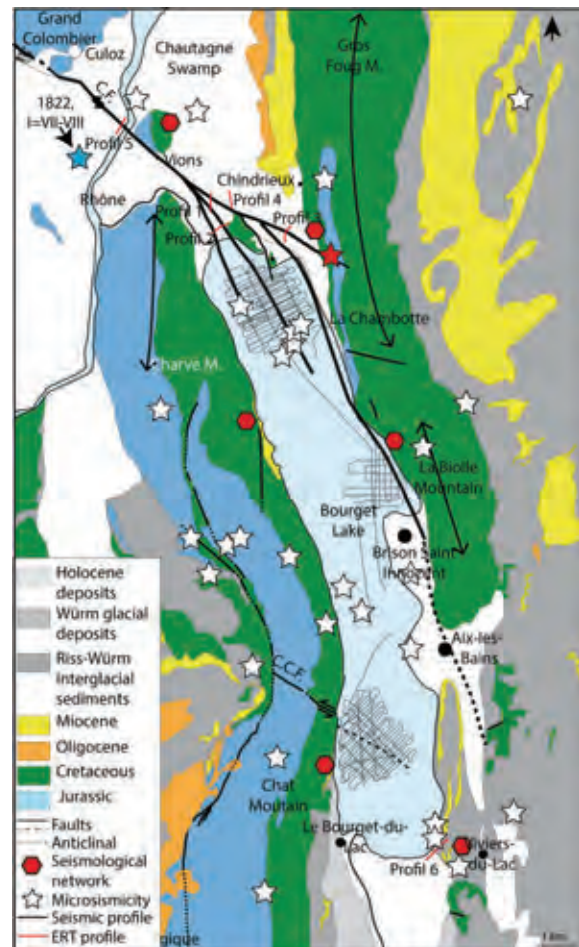 Grand
Colombier
Culoz
Chautagne
Swamp
Gros
Foug M.
C.F.
1822,
I=VII-VIII
Profil 5
Vions
Rhône
Chindrieux
Profil 4
Profil 1
Profil 3
Profil 2
La Chambotte
Charve M.
La Biolle
Mountain
Bourget
Lake
Brison Saint
Innocent
Aix-les-
Bains
C.C.F.
Chat
Moutain
Le Bourget-du-
Lac
Viviers-
du-Lac
Profil 6
Holocene
deposits
Würm glacial
deposits
Riss-Würm
interglacial
sediments
Miocene
Oligocene
Cretaceous
Jurassic
Faults
Anticlinal
Seismological
network
Microsismicity
Seismic profile
ERT profile